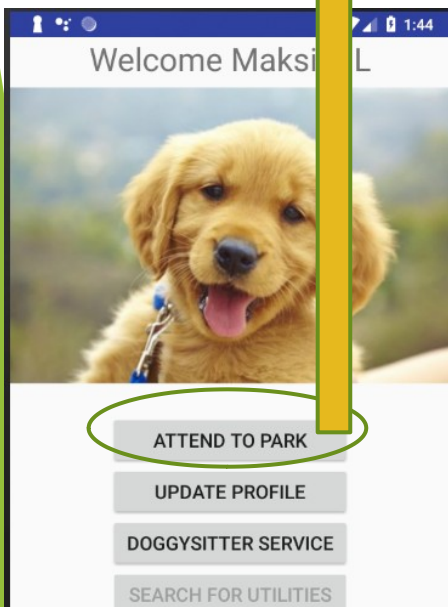 1:44
Welcome Maksi L
ATTEND TO PARK
UPDATE PROFILE
DOGGYSITTER SERVICE
SEARCH FOR UTILITIES